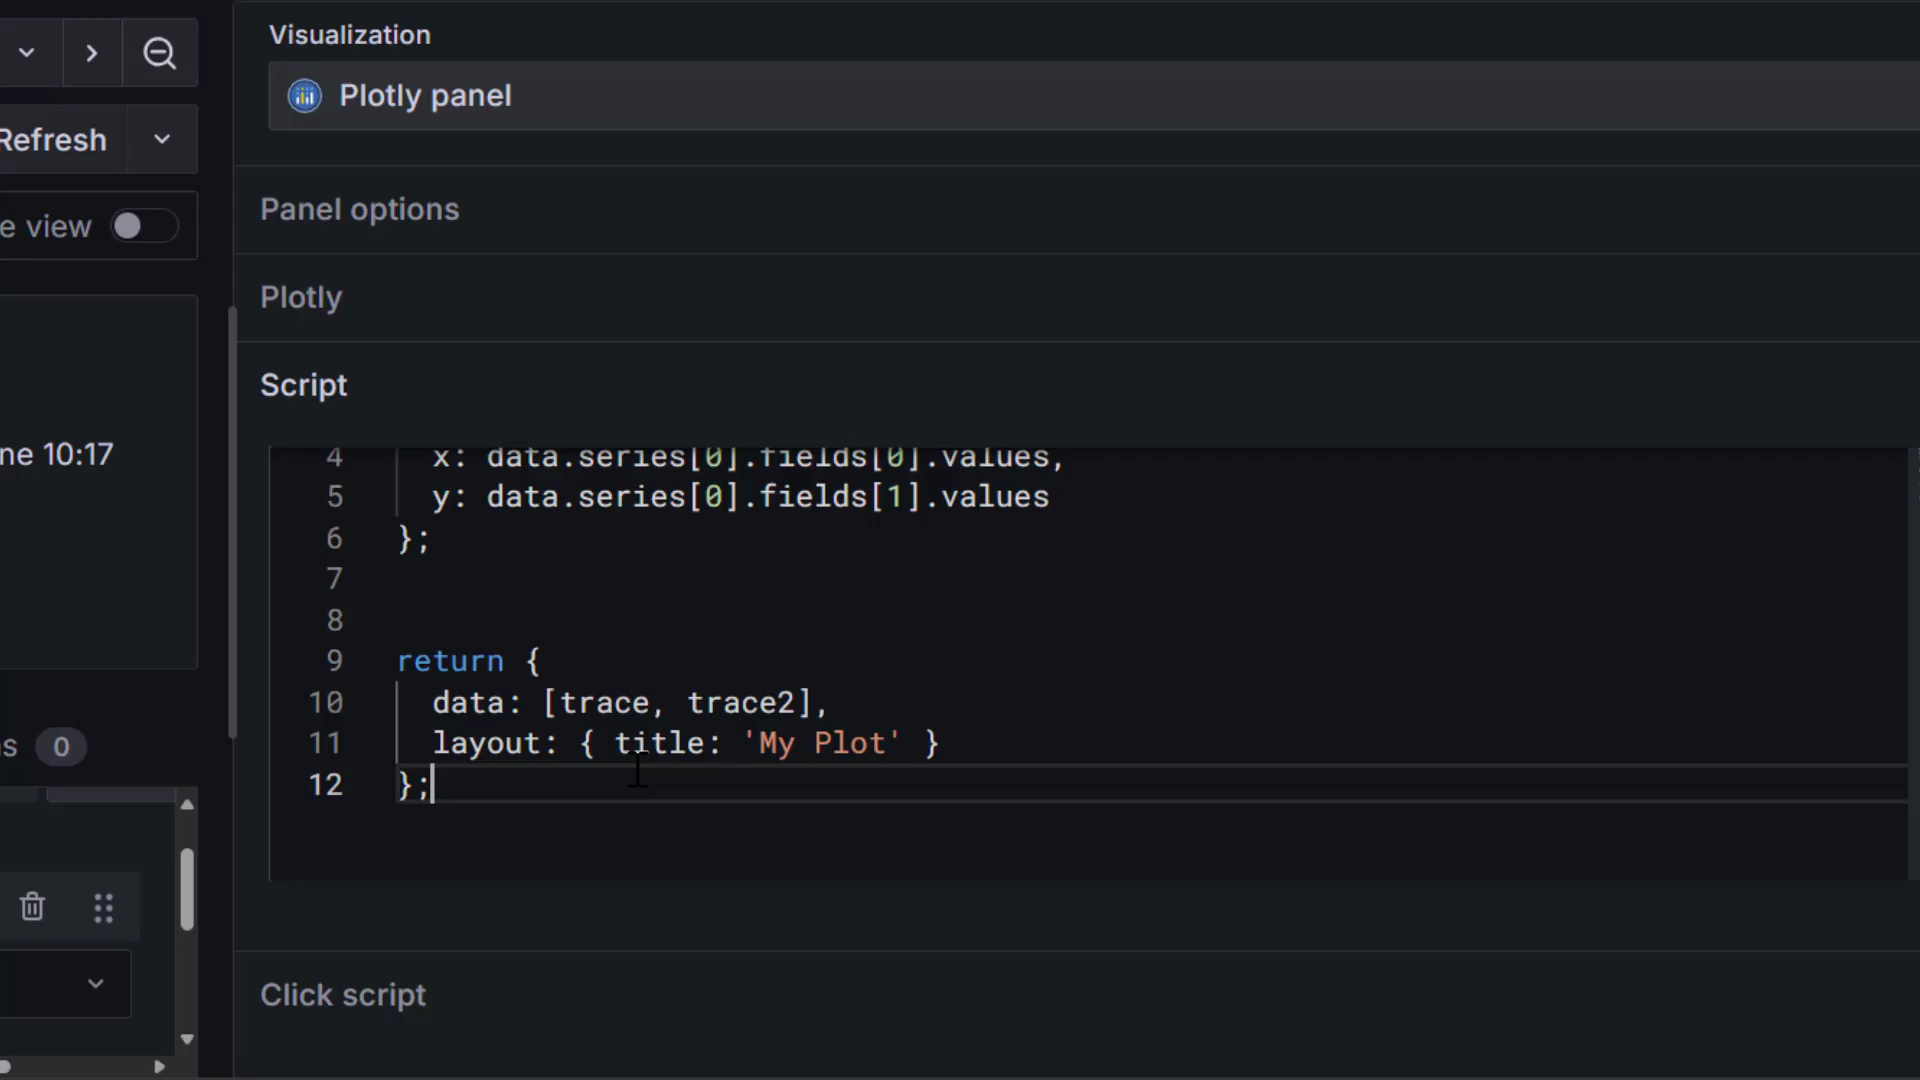 Visualization
Plotly panel
Refresh
e view
Panel options
Plotly
Script
ne 10:17
4 x: data.series[0].fields[0].values,
5 y: data.series[0].fields[1].values
6 };
7
8
9 return {
10 data: [trace, trace2],
11 layout: { title: 'My Plot' }
12 };
s 0
Click script